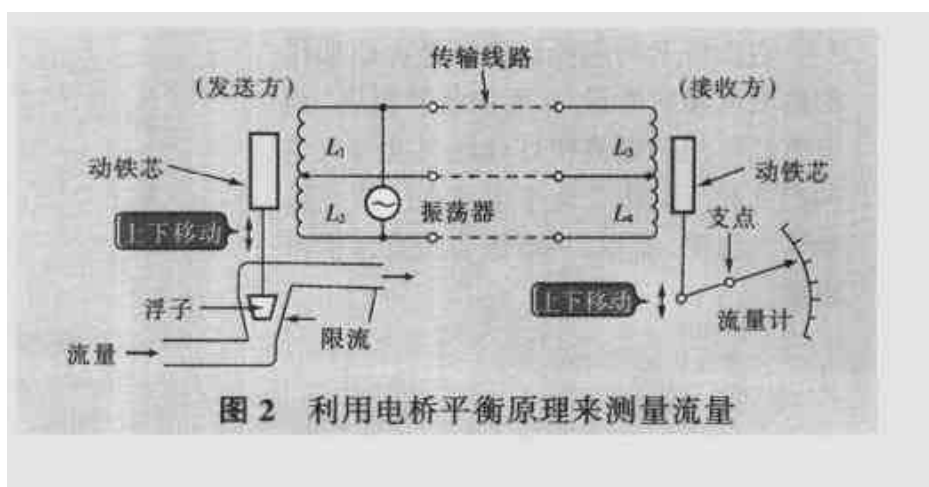 传输线路
(发送方)
(接收方)
L₁
L₃
动铁芯
动铁芯
L₂
振荡器
L₄
支点
上下移动
上下移动
浮子
流量计
限流
流量
图 2 利用电桥平衡原理来测量流量